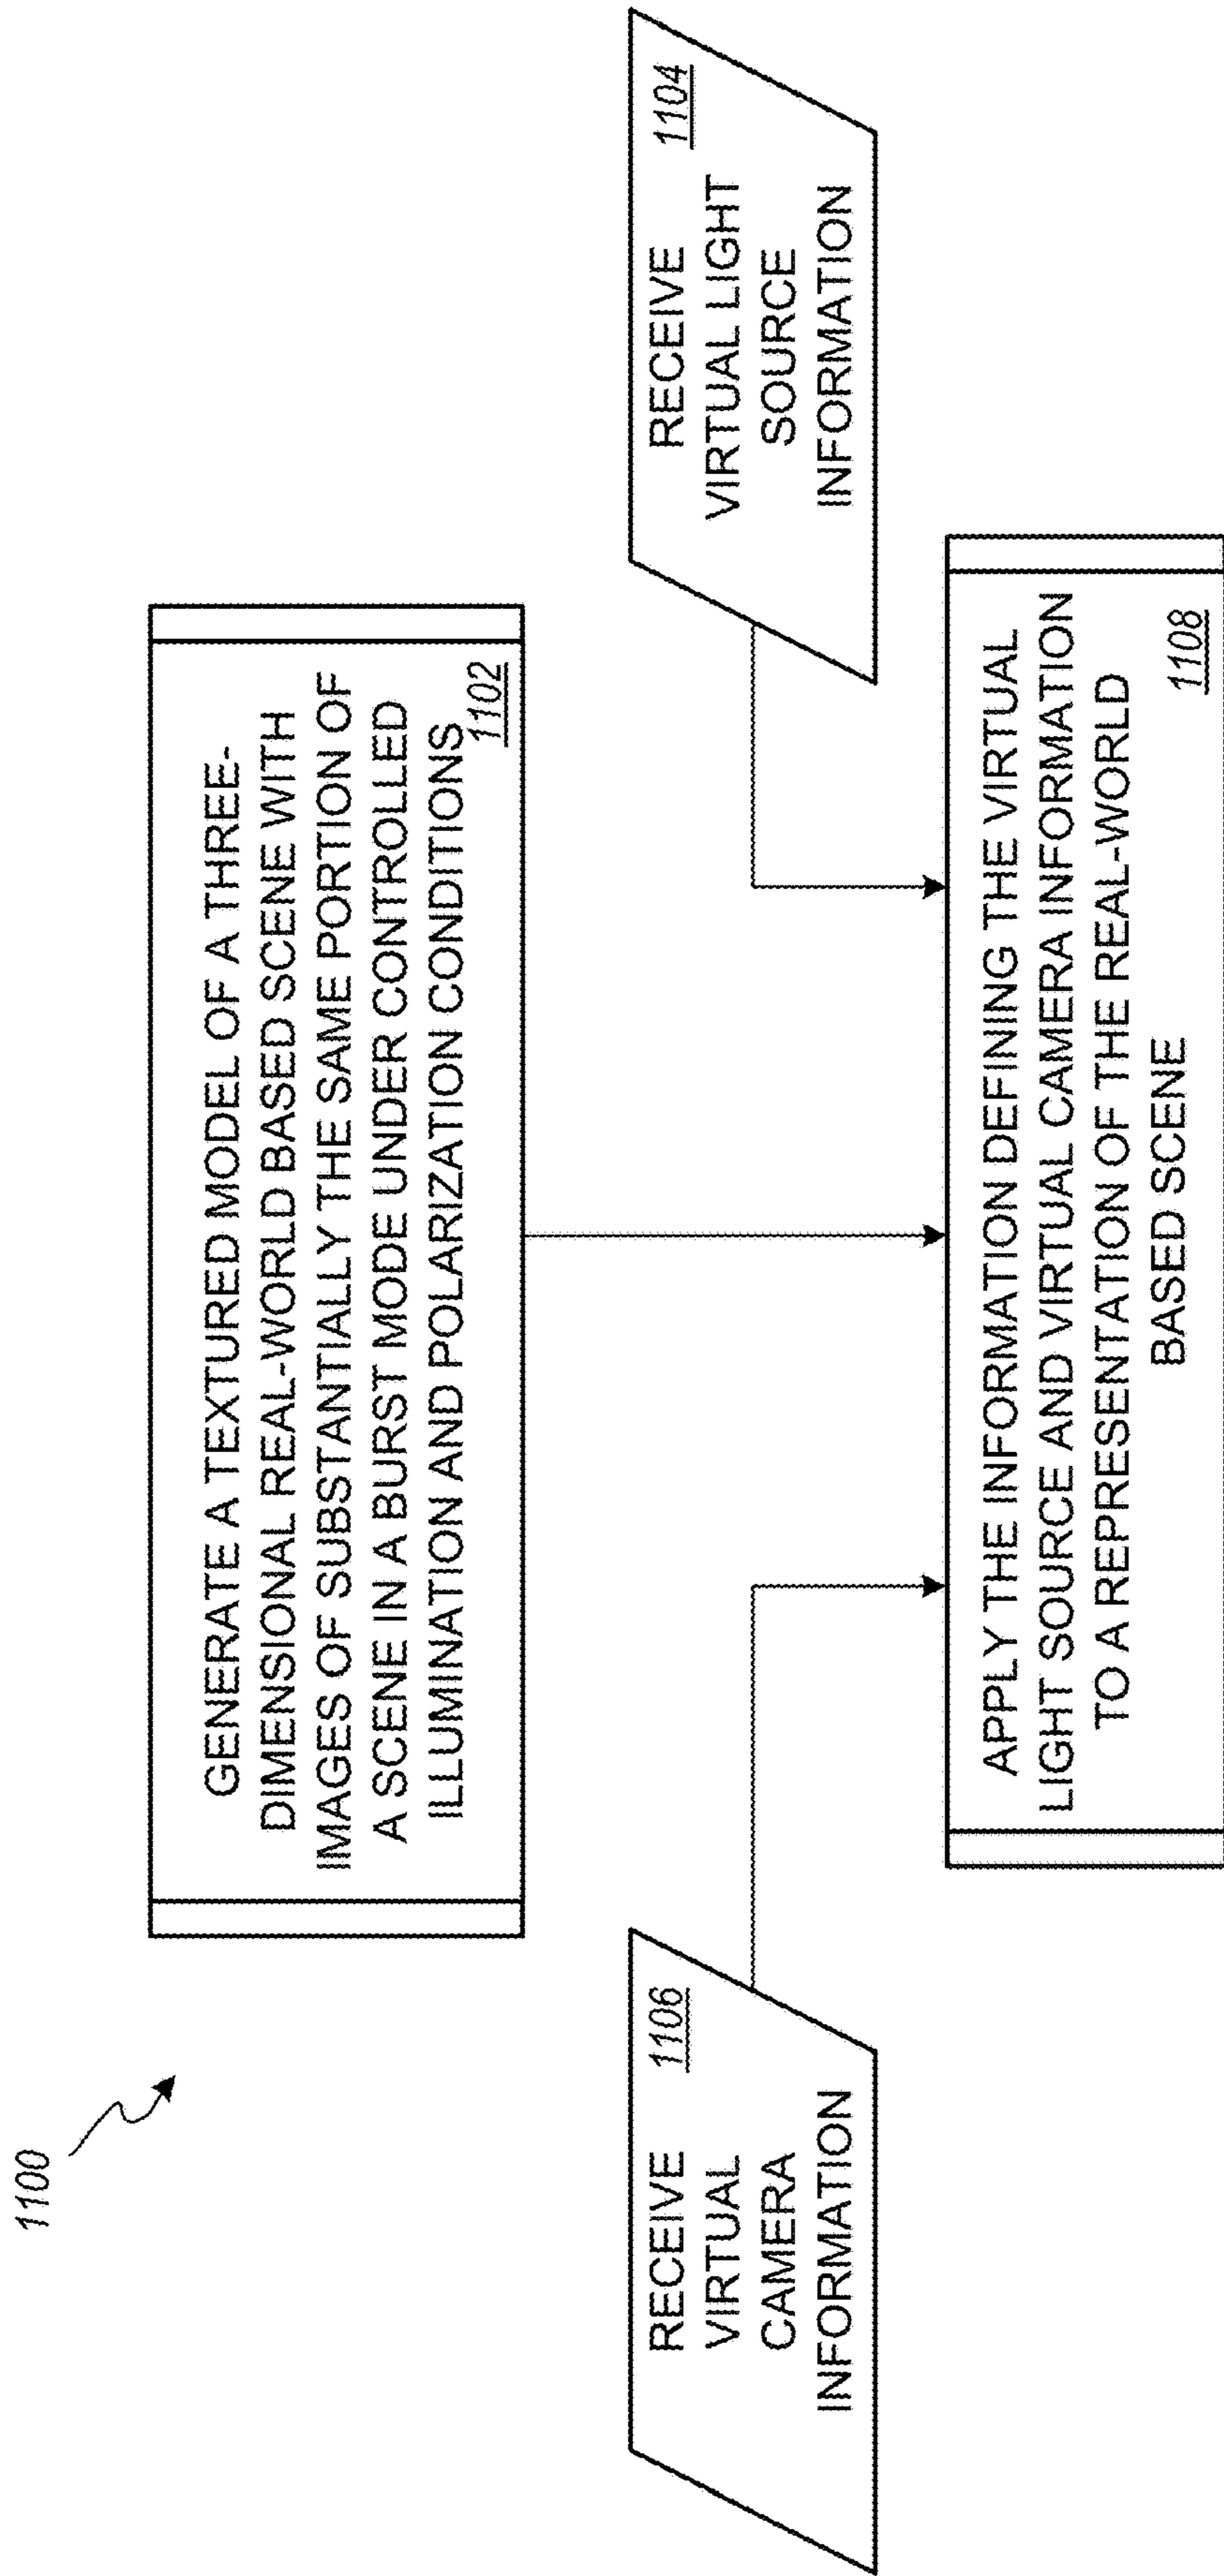 1100
GENERATE A TEXTURED MODEL OF A THREE-
DIMENSIONAL REAL-WORLD BASED SCENE WITH
IMAGES OF SUBSTANTIALLY THE SAME PORTION OF
A SCENE IN A BURST MODE UNDER CONTROLLED
ILLUMINATION AND POLARIZATION CONDITIONS
1102
RECEIVE
VIRTUAL
CAMERA
INFORMATION
1106
RECEIVE
VIRTUAL LIGHT
SOURCE
INFORMATION
1104
APPLY THE INFORMATION DEFINING THE VIRTUAL
LIGHT SOURCE AND VIRTUAL CAMERA INFORMATION
TO A REPRESENTATION OF THE REAL-WORLD
BASED SCENE
1108